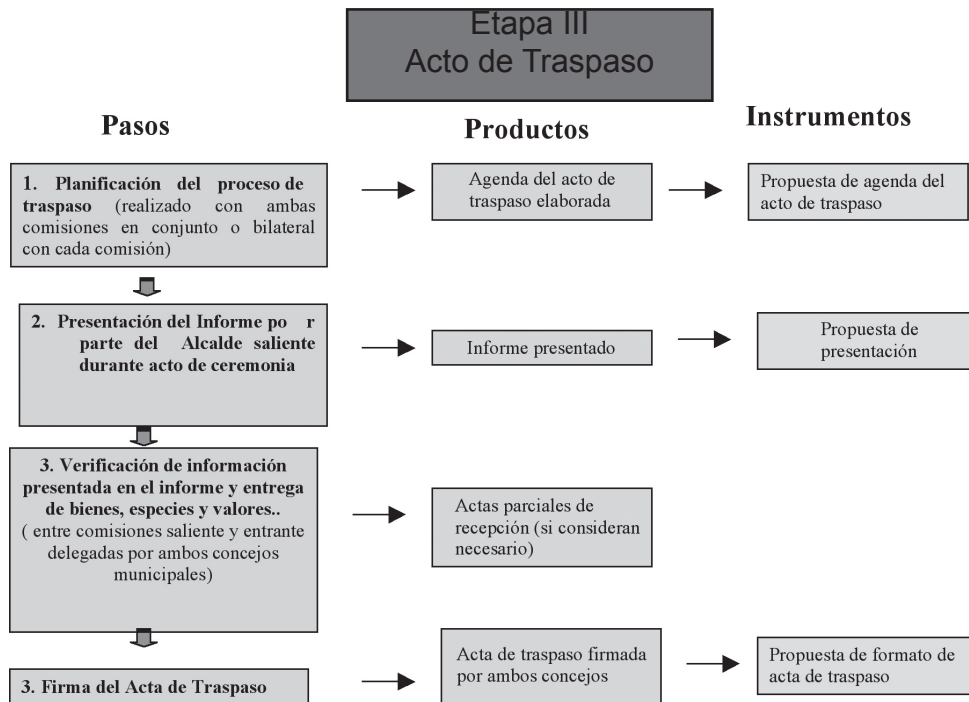 Etapa III
Acto de Traspaso
Pasos
Productos
Instrumentos
1. Planificación del proceso de
traspaso (realizado con ambas
comisiones en conjunto o bilateral
con cada comisión)
Agenda del acto de
traspaso elaborada
Propuesta de agenda del
acto de traspaso
2. Presentación del Informe po r
parte del Alcalde saliente
durante acto de ceremonia
Informe presentado
Propuesta de
presentación
3. Verificación de información
presentada en el informe y entrega
de bienes, especies y valores..
( entre comisiones saliente y entrante
delegadas por ambos concejos
municipales)
Actas parciales de
recepción (si consideran
necesario)
3. Firma del Acta de Traspaso
Acta de traspaso firmada
por ambos concejos
Propuesta de formato de
acta de traspaso